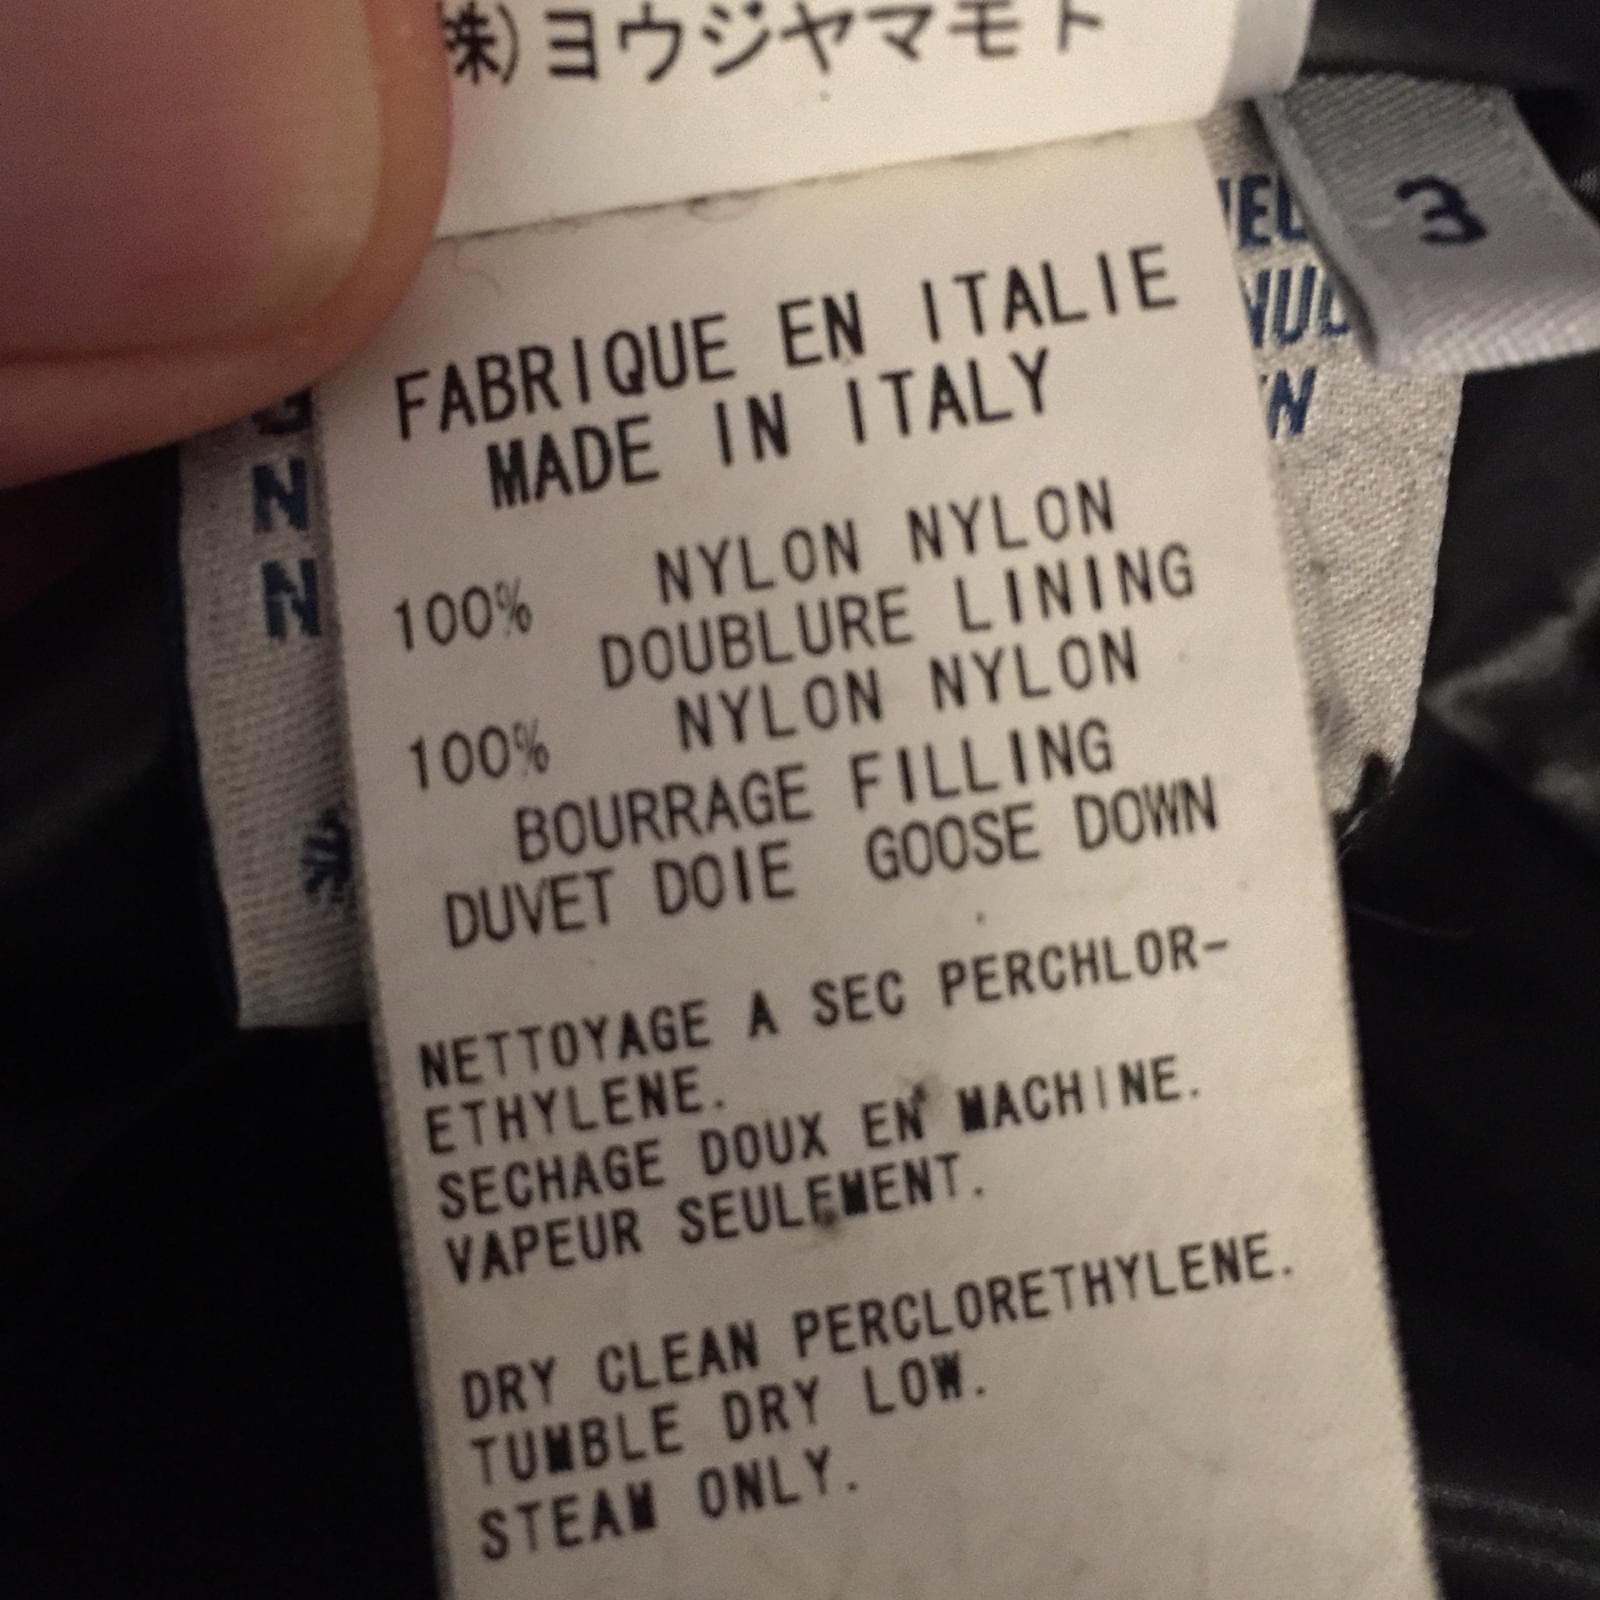 (株)ヨウジヤマモト
3
FABRIQUE EN ITALIE
MADE IN ITALY
100% NYLON NYLON
DOUBLURE LINING
100% NYLON NYLON
BOURRAGE FILLING
DUVET DOIE GOOSE DOWN
NETTOYAGE A SEC PERCHLOR-
ETHYLENE.
SECHAGE DOUX EN MACHINE.
VAPEUR SEULEMENT.
DRY CLEAN PERCLORETHYLENE.
TUMBLE DRY LOW.
STEAM ONLY.